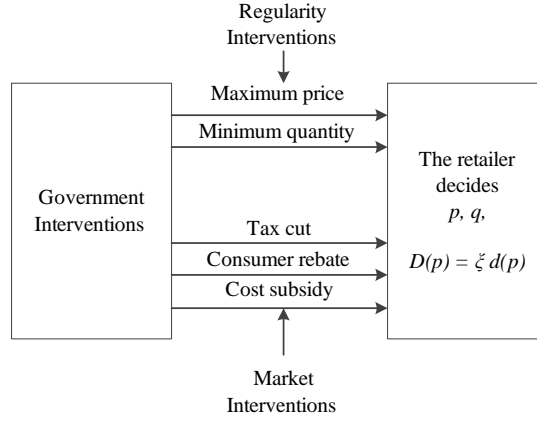 Regularity
Interventions
Maximum price
Minimum quantity
Government
Interventions
The retailer
decides
p, q,
D(p) = ξ d(p)
Tax cut
Consumer rebate
Cost subsidy
Market
Interventions